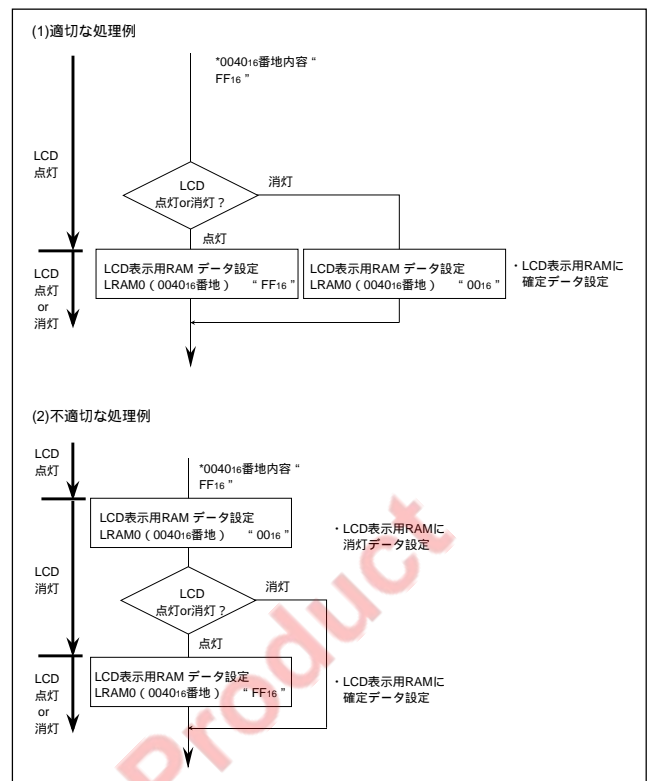 (1)適切な処理例
*004016番地内容 "
FF16 "
LCD
点灯
LCD
点灯or消灯?
消灯
点灯
LCD
点灯
or
消灯
LCD表示用RAM データ設定
LRAM0(004016番地) " FF16 "
LCD表示用RAM データ設定
LRAM0(004016番地) " 0016 "
・LCD表示用RAMに
確定データ設定
(2)不適切な処理例
LCD
点灯
*004016番地内容 "
FF16 "
LCD表示用RAM データ設定
LRAM0(004016番地) " 0016 "
・LCD表示用RAMに
消灯データ設定
LCD
消灯
LCD
点灯or消灯?
消灯
点灯
LCD
点灯
or
消灯
LCD表示用RAM データ設定
LRAM0(004016番地) " FF16 "
・LCD表示用RAMに
確定データ設定
Product